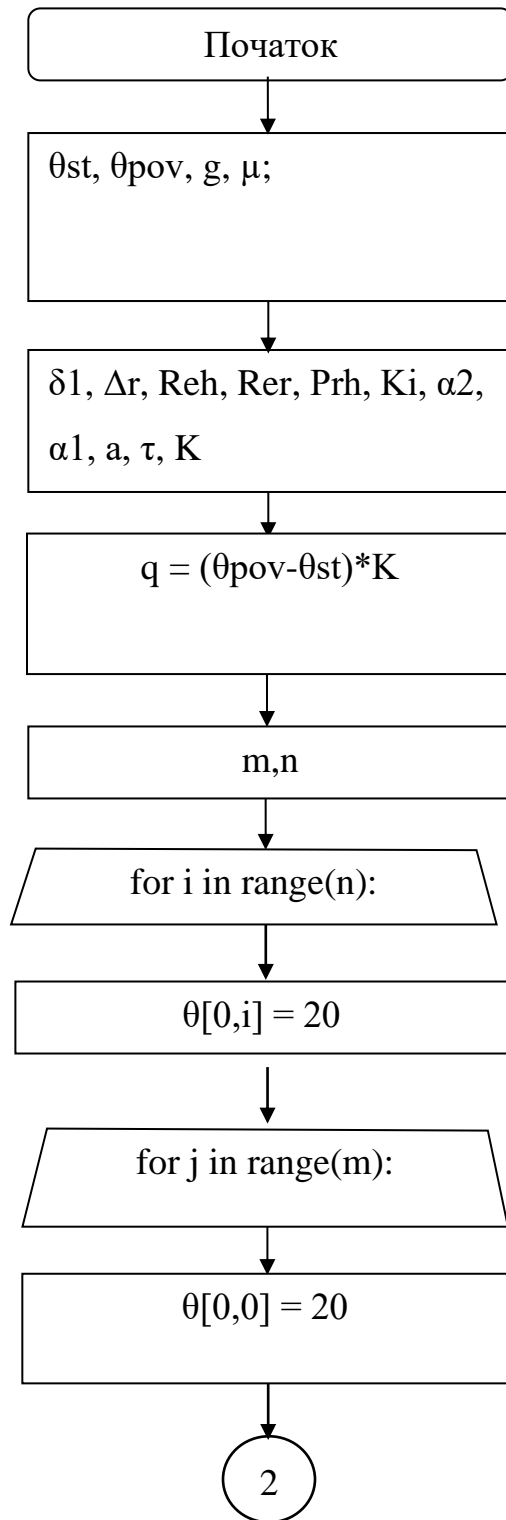 Початок
θst, θpov, g, μ;
δ1, Δr, Reh, Rer, Prh, Ki, α2,
α1, a, τ, K
q = (θpov-θst)*K
m,n
for i in range(n):
θ[0,i] = 20
for j in range(m):
θ[0,0] = 20
2